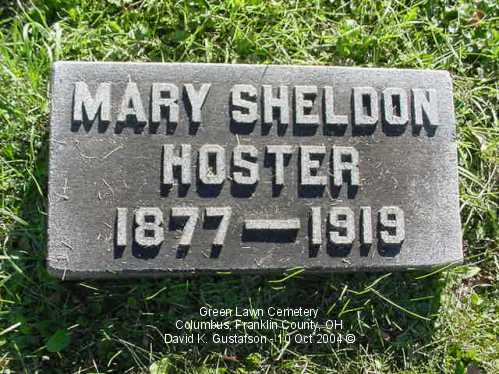 MARY SHELDON
HOSTER
1877 — 1919
Green Lawn Cemetery
Columbus, Franklin County, OH
David K. Gustafson - 10 Oct 2004 ©